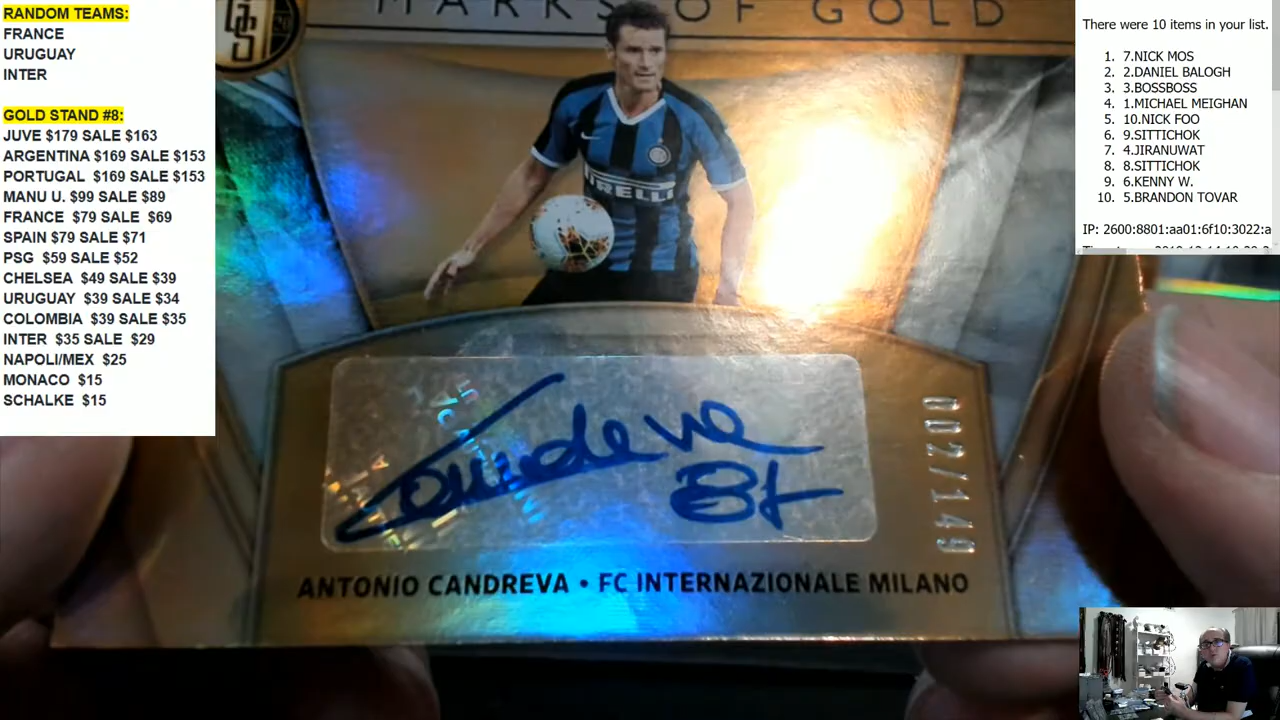 RANDOM TEAMS:
FRANCE
URUGUAY
INTER
GOLD STAND #8:
JUVE $179 SALE $163
ARGENTINA $169 SALE $153
PORTUGAL $169 SALE $153
MANU U. $99 SALE $89
FRANCE $79 SALE $69
SPAIN $79 SALE $71
PSG $59 SALE $52
CHELSEA $49 SALE $39
URUGUAY $39 SALE $34
COLOMBIA $39 SALE $35
INTER $35 SALE $29
NAPOLI/MEX $25
MONACO $15
SCHALKE $15
MARKS OF GOLD
PIRELLI
Candreva
87
002/149
ANTONIO CANDREVA • FC INTERNAZIONALE MILANO
There were 10 items in your list.
1. 7.NICK MOS
2. 2.DANIEL BALOGH
3. 3.BOSSBOSS
4. 1.MICHAEL MEIGHAN
5. 10.NICK FOO
6. 9.SITTICHOK
7. 4.JIRANUWAT
8. 8.SITTICHOK
9. 6.KENNY W.
10. 5.BRANDON TOVAR
IP: 2600:8801:aa01:6f10:3022:a